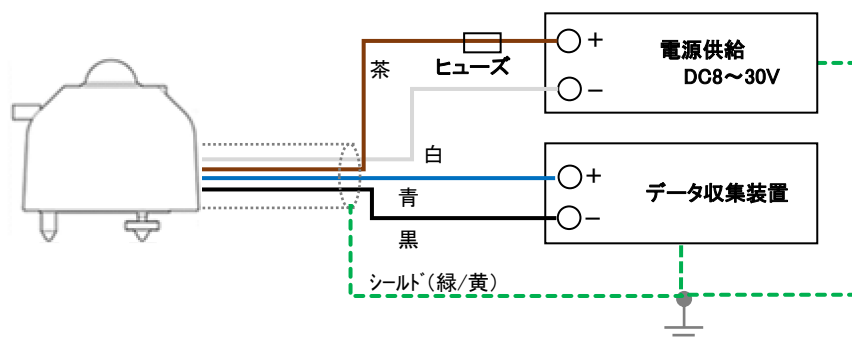 茶
ヒューズ
+
−
電源供給
DC8～30V
白
青
黒
+
−
データ収集装置
ｼｰﾙﾄﾞ(緑/黄)